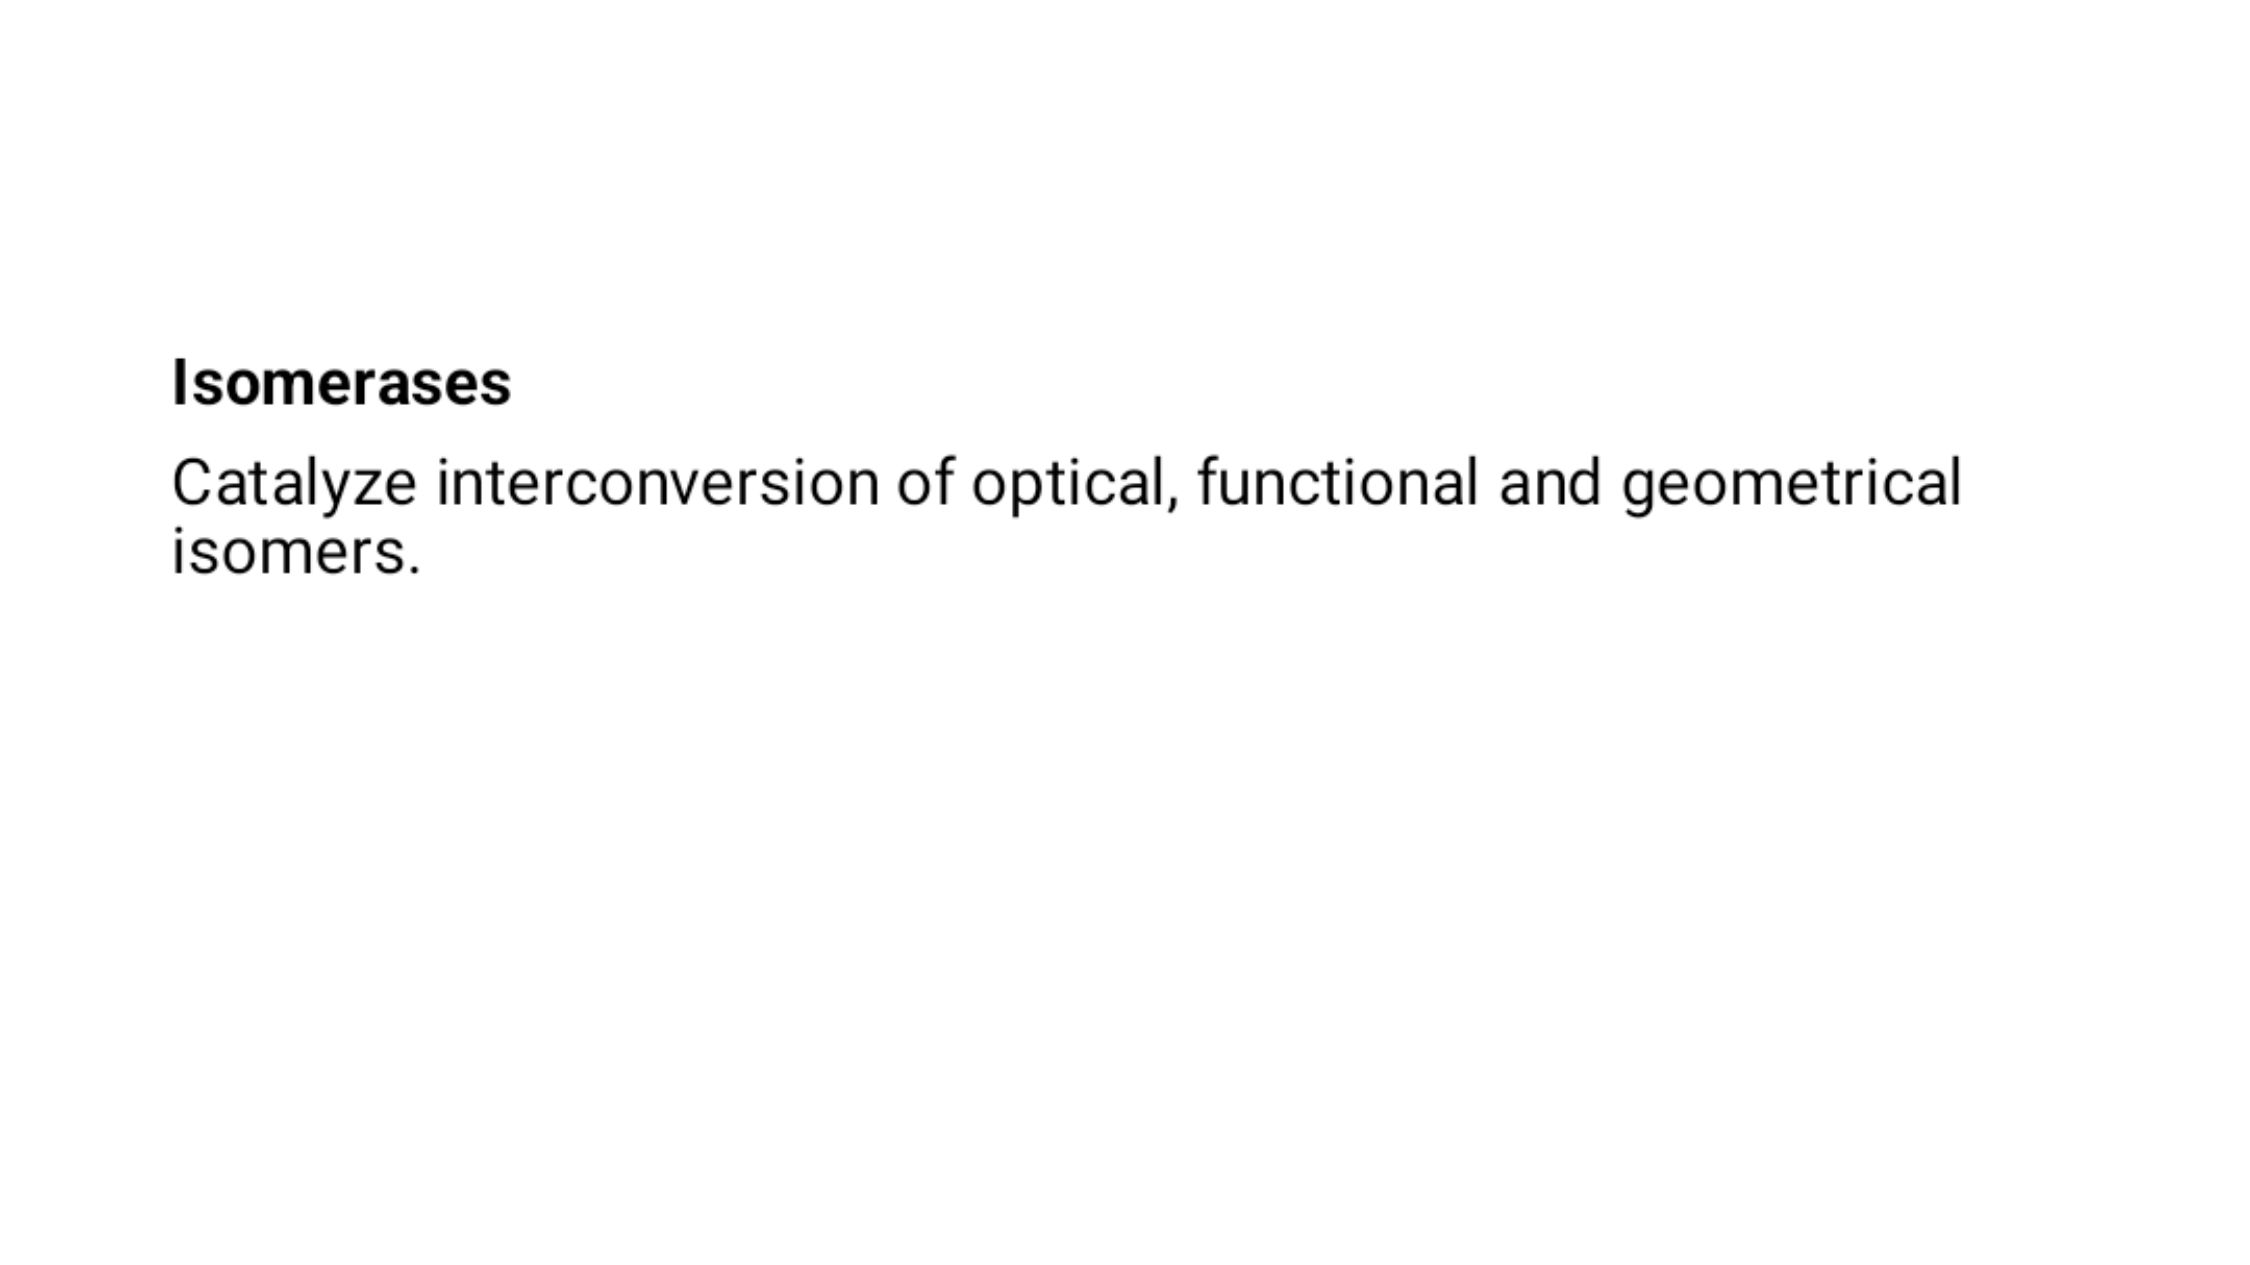 Isomerases
Catalyze interconversion of optical, functional and geometrical
isomers.